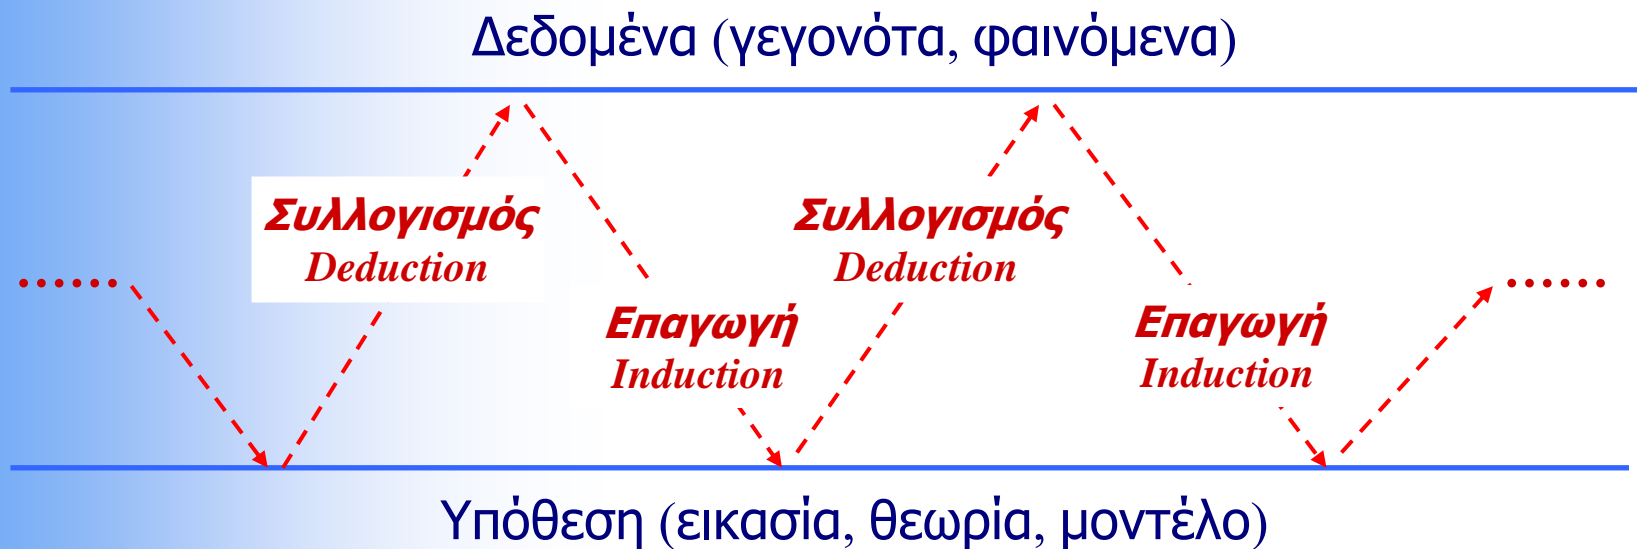 Δεδομένα (γεγονότα, φαινόμενα)
Συλλογισμός
Deduction
Επαγωγή
Induction
Συλλογισμός
Deduction
Επαγωγή
Induction
Υπόθεση (εικασία, θεωρία, μοντέλο)